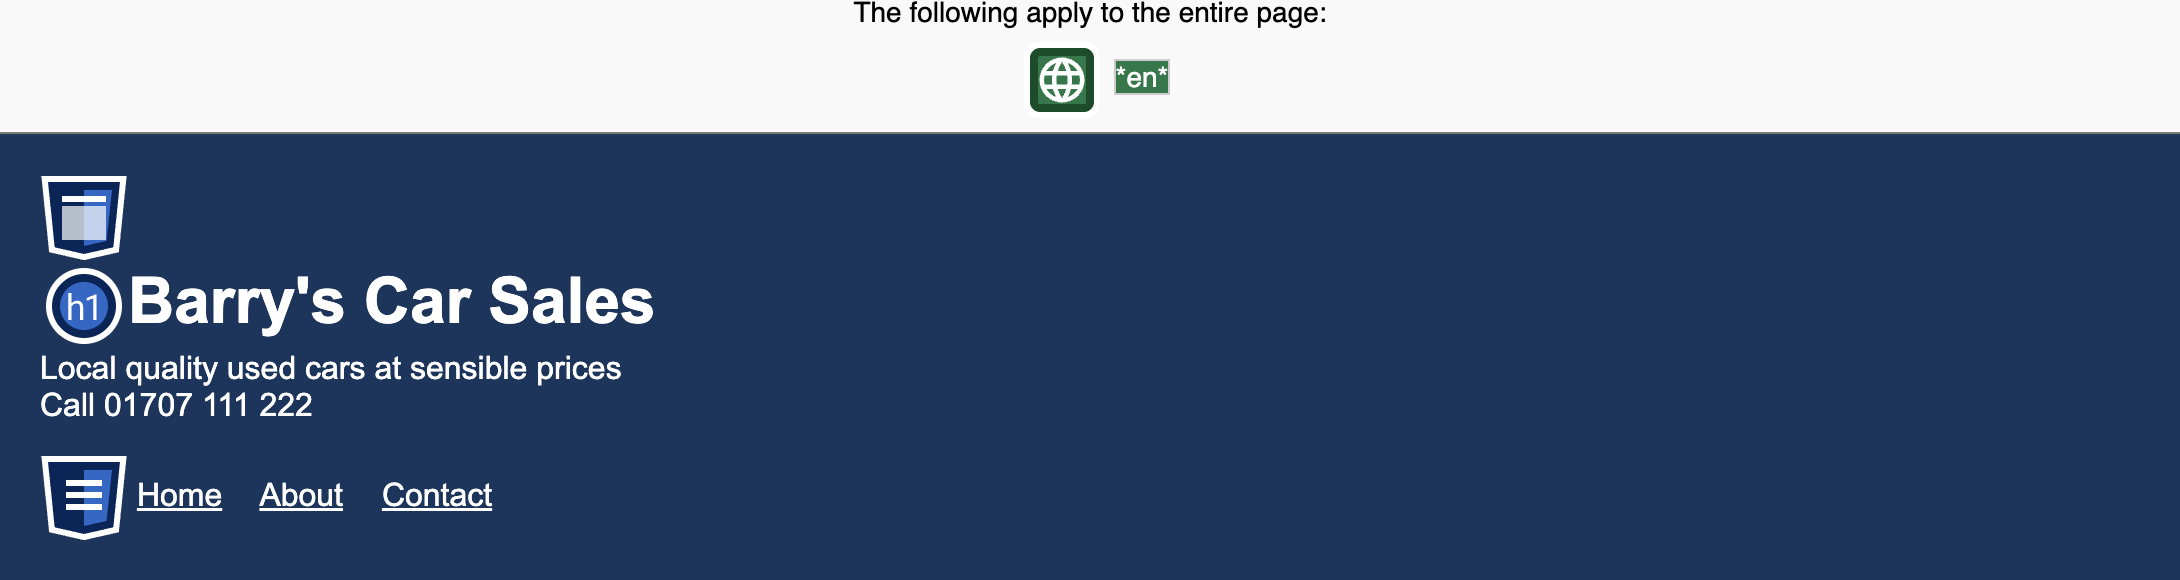 The following apply to the entire page:
*en*
h1 Barry's Car Sales
Local quality used cars at sensible prices
Call 01707 111 222
Home About Contact